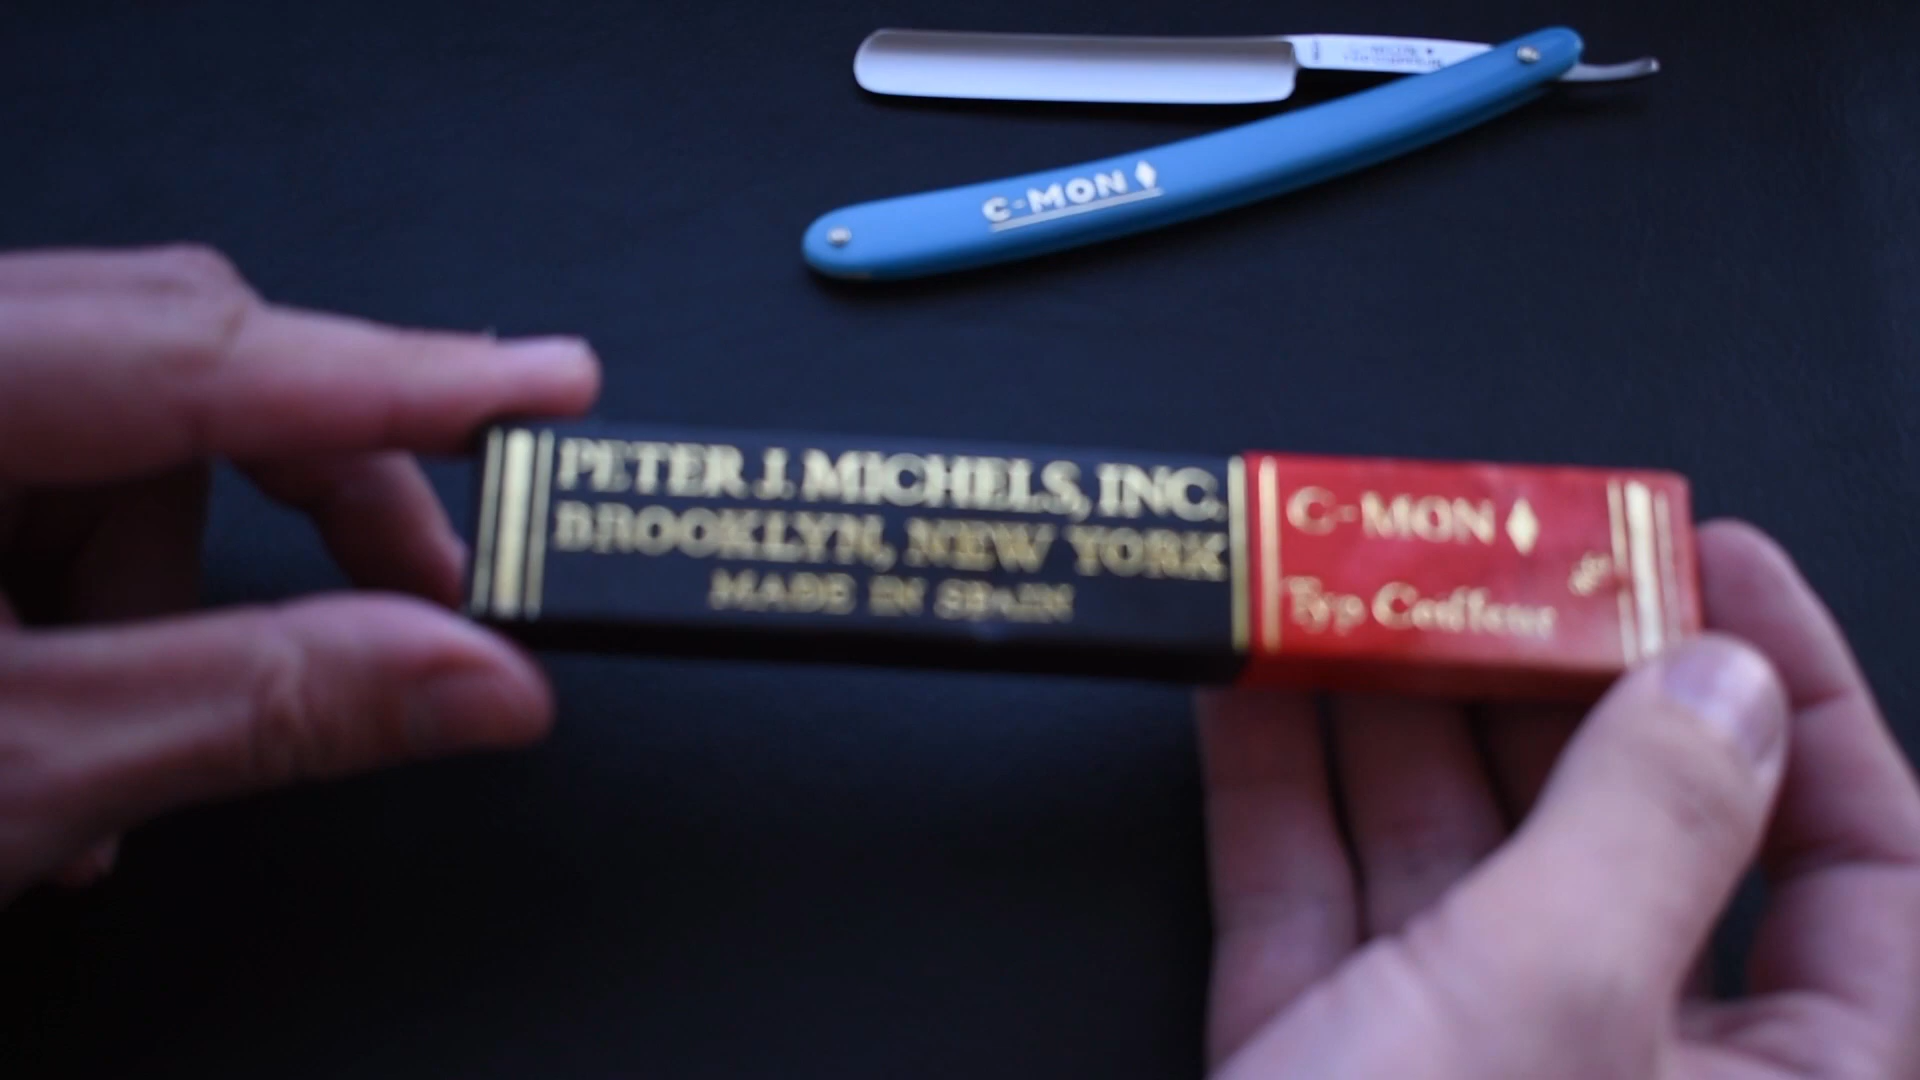 C-MON
PETER J. MICHELS, INC.
BROOKLYN, NEW YORK
MADE IN SPAIN
C-MON
Typ Coiffeur